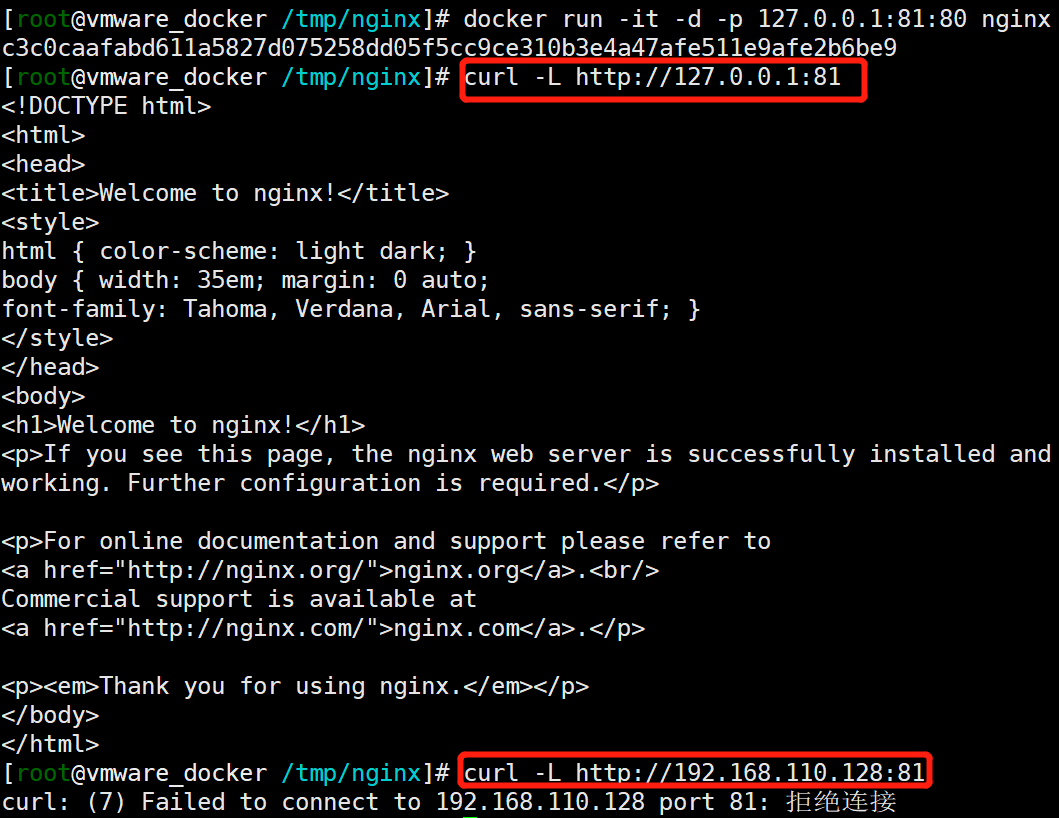 [root@vmware_docker /tmp/nginx]# docker run -it -d -p 127.0.0.1:81:80 nginx
c3c0caafabd611a5827d075258dd05f5cc9ce310b3e4a47afe511e9afe2b6be9
[root@vmware_docker /tmp/nginx]# curl -L http://127.0.0.1:81
<!DOCTYPE html>
<html>
<head>
<title>Welcome to nginx!</title>
<style>
html { color-scheme: light dark; }
body { width: 35em; margin: 0 auto;
font-family: Tahoma, Verdana, Arial, sans-serif; }
</style>
</head>
<body>
<h1>Welcome to nginx!</h1>
<p>If you see this page, the nginx web server is successfully installed and
working. Further configuration is required.</p>

<p>For online documentation and support please refer to
<a href="http://nginx.org/">nginx.org</a>.<br/>
Commercial support is available at
<a href="http://nginx.com/">nginx.com</a>.</p>

<p><em>Thank you for using nginx.</em></p>
</body>
</html>
[root@vmware_docker /tmp/nginx]# curl -L http://192.168.110.128:81
curl: (7) Failed to connect to 192.168.110.128 port 81: 拒绝连接